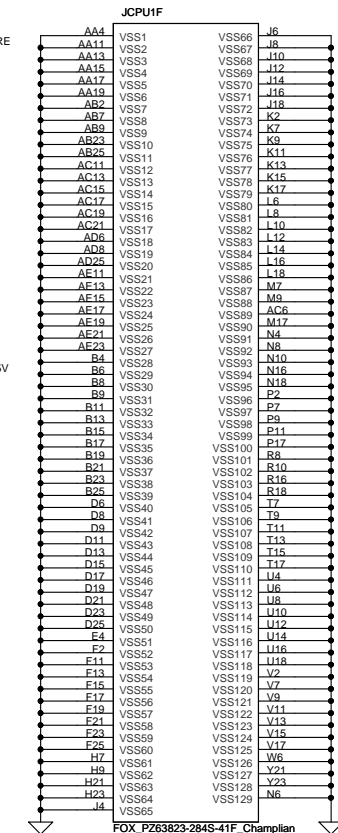 JCPU1F
RE
AA4 VSS1 VSS66 J6
AA11 VSS2 VSS67 J8
AA13 VSS3 VSS68 J10
AA15 VSS4 VSS69 J12
AA17 VSS5 VSS70 J14
AA19 VSS6 VSS71 J16
AB2 VSS7 VSS72 J18
AB7 VSS8 VSS73 K2
AB9 VSS9 VSS74 K7
AB23 VSS10 VSS75 K9
AB25 VSS11 VSS76 K11
AC11 VSS12 VSS77 K13
AC13 VSS13 VSS78 K15
AC15 VSS14 VSS79 K17
AC17 VSS15 VSS80 L6
AC19 VSS16 VSS81 L8
AC21 VSS17 VSS82 L10
AD6 VSS18 VSS83 L12
AD8 VSS19 VSS84 L14
AD25 VSS20 VSS85 L16
AE11 VSS21 VSS86 L18
AE13 VSS22 VSS87 M7
AE15 VSS23 VSS88 M9
AE17 VSS24 VSS89 AC6
AE19 VSS25 VSS90 M17
AE21 VSS26 VSS91 N4
AE23 VSS27 VSS92 N8
B4 VSS28 VSS93 N10
B6 VSS29 VSS94 N16
B8 VSS30 VSS95 N18
B9 VSS31 VSS96 P2
B11 VSS32 VSS97 P7
B13 VSS33 VSS98 P9
B15 VSS34 VSS99 P11
B17 VSS35 VSS100 P17
B19 VSS36 VSS101 R8
B21 VSS37 VSS102 R10
B23 VSS38 VSS103 R16
B25 VSS39 VSS104 R18
D6 VSS40 VSS105 T7
D8 VSS41 VSS106 T9
D9 VSS42 VSS107 T11
D11 VSS43 VSS108 T13
D13 VSS44 VSS109 T15
D15 VSS45 VSS110 T17
D17 VSS46 VSS111 U4
D19 VSS47 VSS112 U6
D21 VSS48 VSS113 U8
D23 VSS49 VSS114 U10
D25 VSS50 VSS115 U12
E4 VSS51 VSS116 U14
F2 VSS52 VSS117 U16
F11 VSS53 VSS118 U18
F13 VSS54 VSS119 V2
F15 VSS55 VSS120 V7
F17 VSS56 VSS121 V9
F19 VSS57 VSS122 V11
F21 VSS58 VSS123 V13
F23 VSS59 VSS124 V15
F25 VSS60 VSS125 V17
H7 VSS61 VSS126 W6
H9 VSS62 VSS127 Y21
H21 VSS63 VSS128 Y23
H23 VSS64 VSS129 N6
J4 VSS65
FOX_PZ63823-284S-41F_Champlian